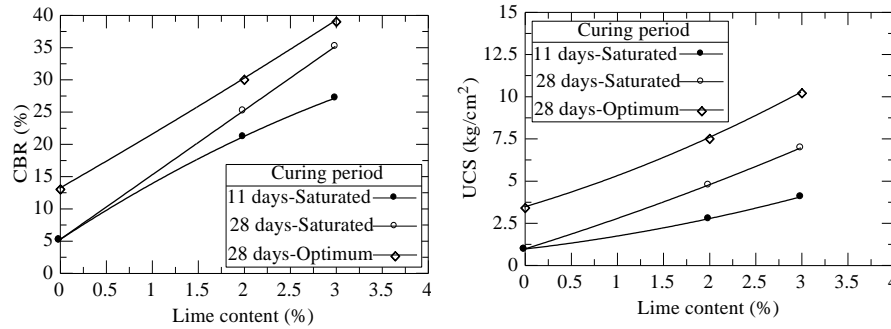 40
35
30
25
20
15
10
5
0
CBR (%)
Curing period
11 days-Saturated
28 days-Saturated
28 days-Optimum
0 0.5 1 1.5 2 2.5 3 3.5 4
Lime content (%)
15
12.5
10
7.5
5
2.5
0
UCS (kg/cm²)
Curing period
11 days-Saturated
28 days-Saturated
28 days-Optimum
0 0.5 1 1.5 2 2.5 3 3.5 4
Lime content (%)